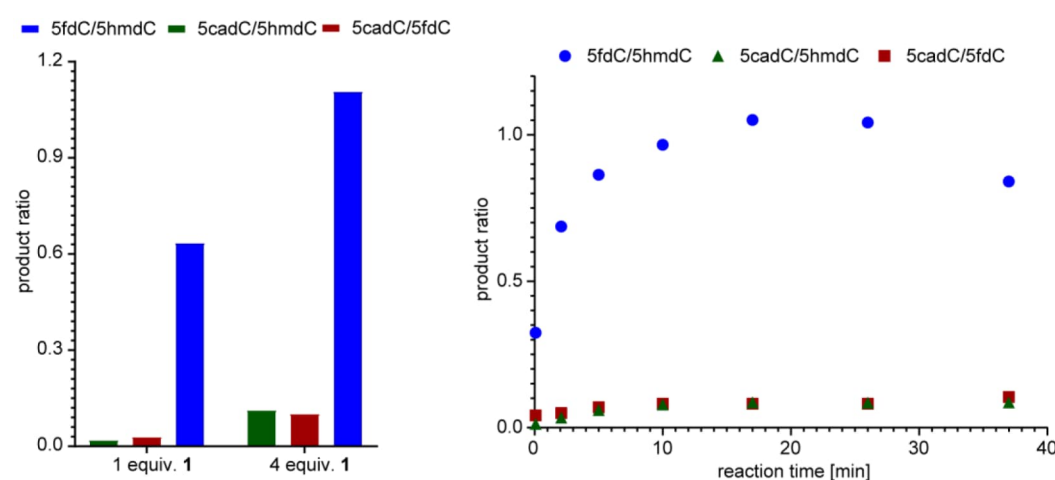 5fdC/5hmdC 5cadC/5hmdC 5cadC/5fdC
1.2
0.9
0.6
0.3
0.0
product ratio
1 equiv. 1 4 equiv. 1
5fdC/5hmdC 5cadC/5hmdC 5cadC/5fdC
1.0
0.5
0.0
product ratio
0 10 20 30 40
reaction time [min]